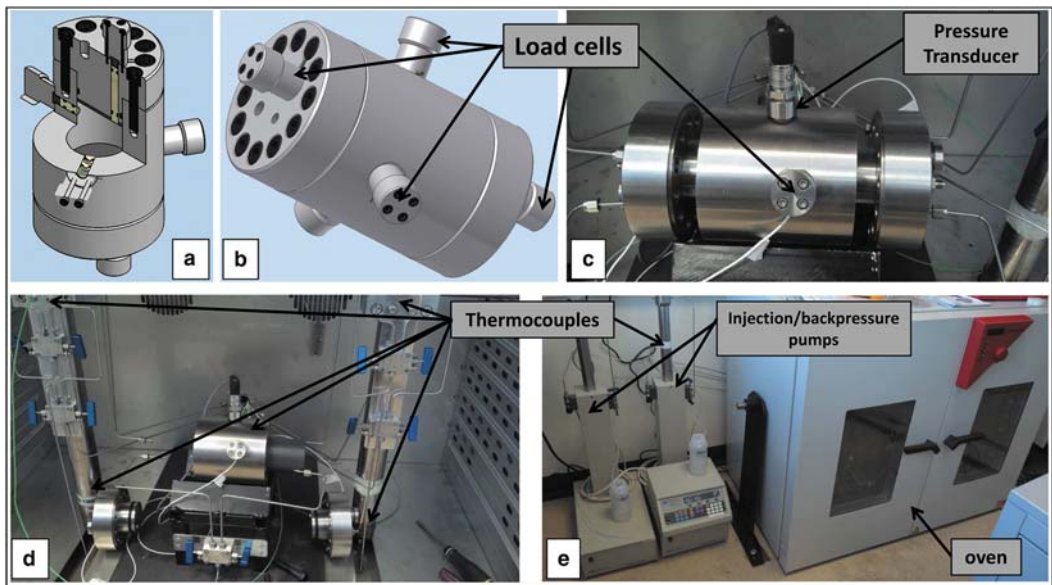 a
b
Load cells
Pressure
Transducer
c
d
Thermocouples
Injection/backpressure
pumps
e
oven